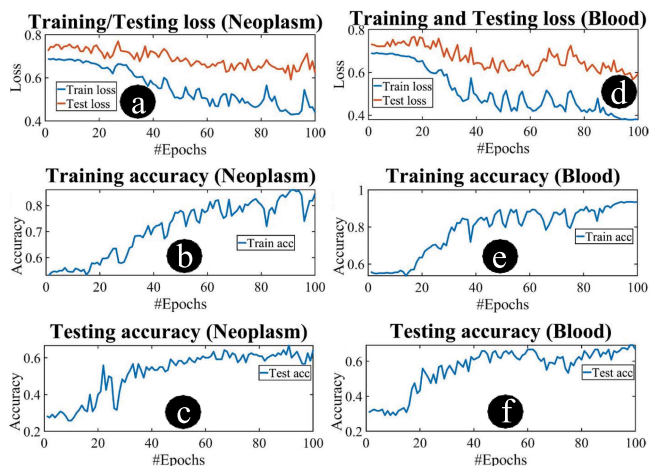 Training/Testing loss (Neoplasm)
0.8
0.6
0.4
Loss
Train loss
Test loss
a
0 20 40 60 80 100
#Epochs
Training and Testing loss (Blood)
0.8
0.6
0.4
Loss
Train loss
Test loss
d
0 20 40 60 80 100
#Epochs
Training accuracy (Neoplasm)
0.8
0.7
0.6
Accuracy
Train acc
b
0 20 40 60 80 100
#Epochs
Training accuracy (Blood)
1
0.8
0.6
Accuracy
Train acc
e
0 20 40 60 80 100
#Epochs
Testing accuracy (Neoplasm)
0.6
0.4
0.2
Accuracy
Test acc
c
0 20 40 60 80 100
#Epochs
Testing accuracy (Blood)
0.6
0.4
0.2
Accuracy
Test acc
f
0 20 40 60 80 100
#Epochs